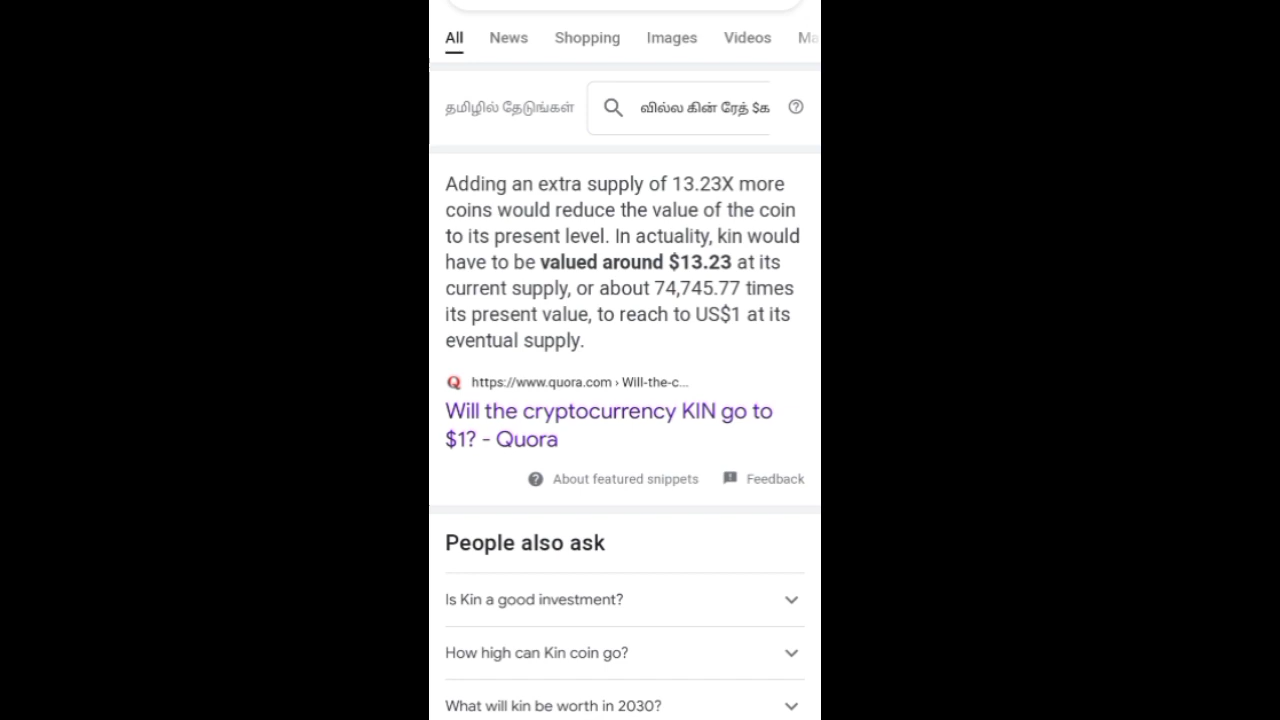 All News Shopping Images Videos
தமிழில் தேடுங்கள் வில்ல கின் ரேத் $க
Adding an extra supply of 13.23X more
coins would reduce the value of the coin
to its present level. In actuality, kin would
have to be valued around $13.23 at its
current supply, or about 74,745.77 times
its present value, to reach to US$1 at its
eventual supply.
https://www.quora.com › Will-the-c...
Will the cryptocurrency KIN go to
$1? - Quora
About featured snippets Feedback
People also ask
Is Kin a good investment?
How high can Kin coin go?
What will kin be worth in 2030?